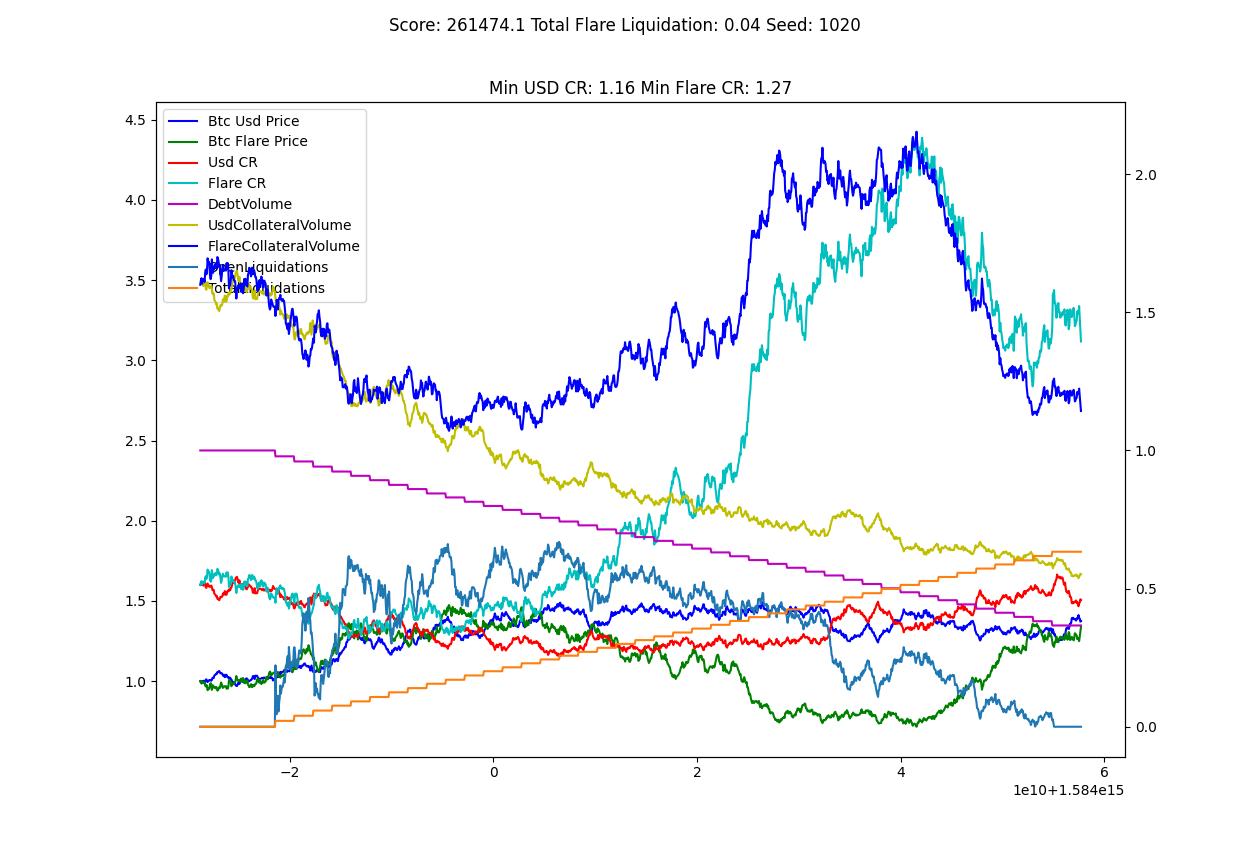 Score: 261474.1 Total Flare Liquidation: 0.04 Seed: 1020
Min USD CR: 1.16 Min Flare CR: 1.27
Btc Usd Price
Btc Flare Price
Usd CR
Flare CR
DebtVolume
UsdCollateralVolume
FlareCollateralVolume
4.5
4.0
3.5
3.0
2.5
2.0
1.5
1.0
2.0
1.5
1.0
0.5
0.0
−2
0
2
4
6
1e10+1.584e15